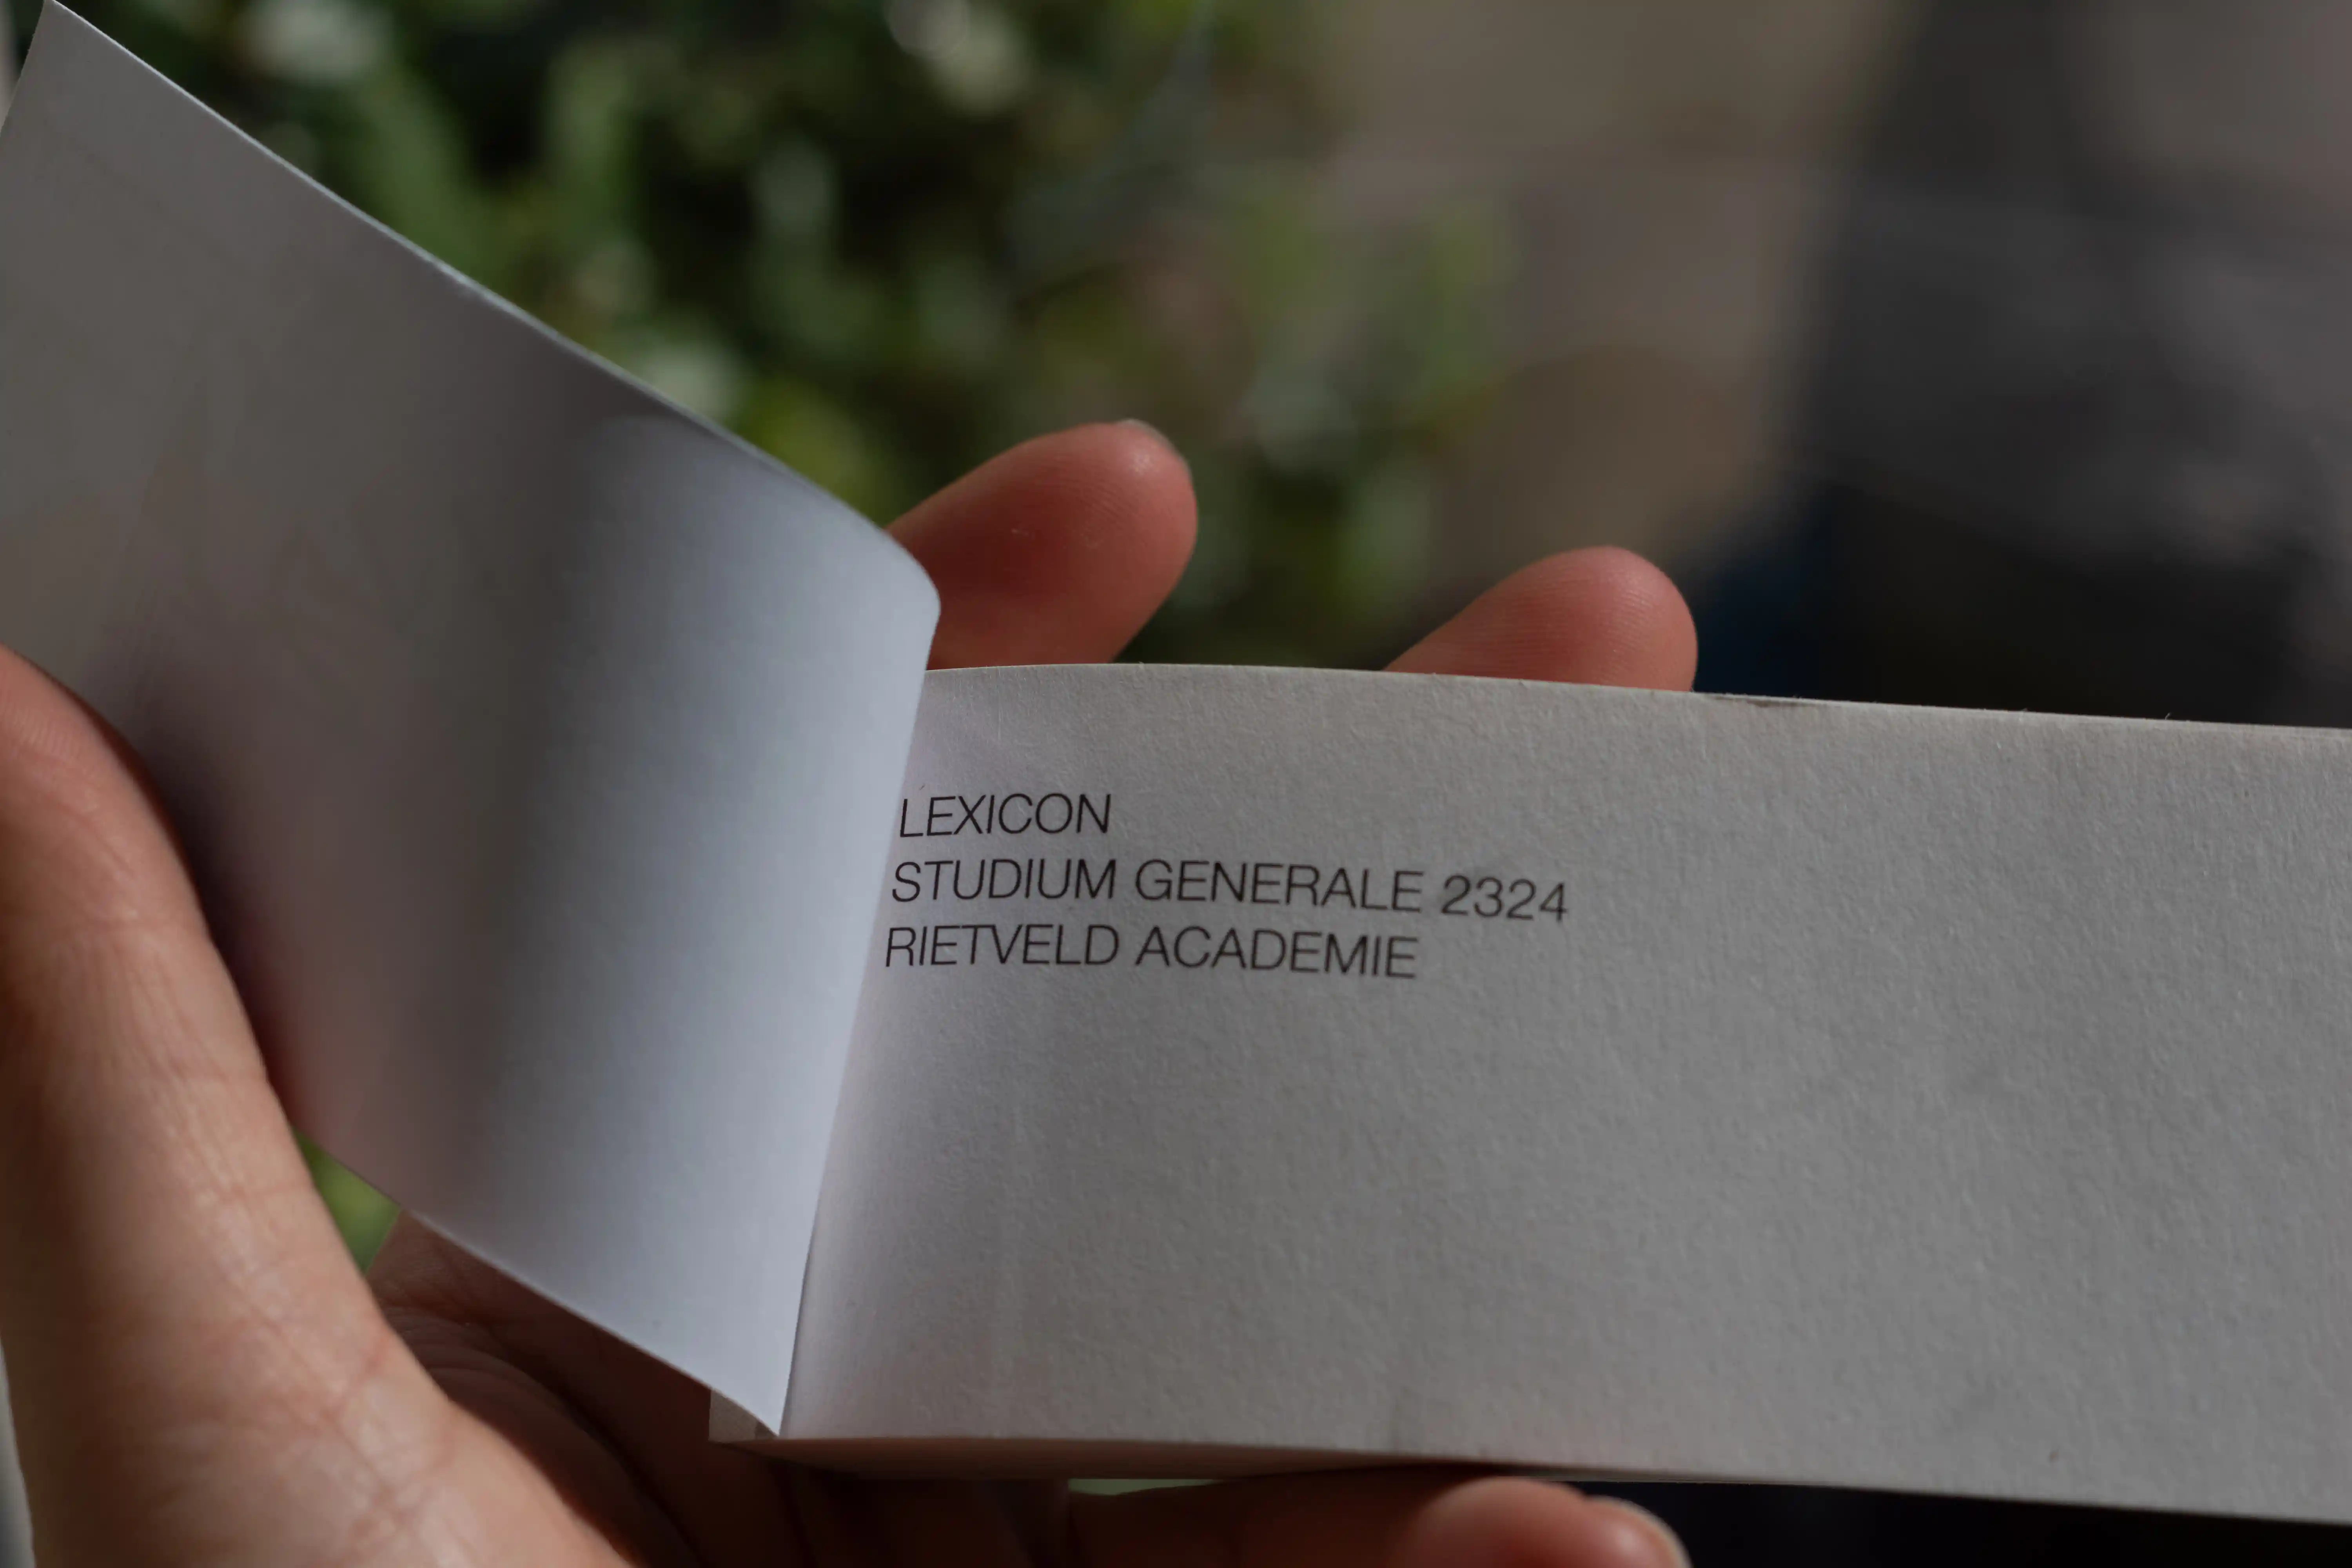 LEXICON
STUDIUM GENERALE 2324
RIETVELD ACADEMIE